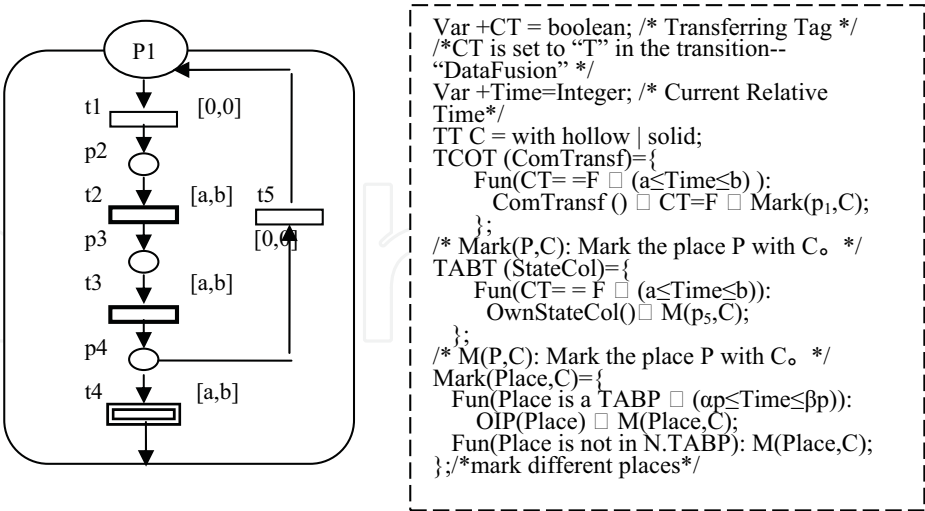 P1
t1 [0,0]
p2
t2 [a,b] t5
p3 [0,0]
t3 [a,b]
p4
t4 [a,b]
Var +CT = boolean; /* Transferring Tag */
/*CT is set to “T” in the transition--
“DataFusion” */
Var +Time=Integer; /* Current Relative
Time*/
TT C = with hollow | solid;
TCOT (ComTransf)={
Fun(CT= =F □ (a≤Time≤b) ):
ComTransf () □ CT=F □ Mark(p₁,C);
};
/* Mark(P,C): Mark the place P with C。 */
TABT (StateCol)={
Fun(CT= = F □ (a≤Time≤b)):
OwnStateCol()□ M(p₅,C);
};
/* M(P,C): Mark the place P with C。 */
Mark(Place,C)={
Fun(Place is a TABP □ (αp≤Time≤βp)):
OIP(Place) □ M(Place,C);
Fun(Place is not in N.TABP): M(Place,C);
};/*mark different places*/